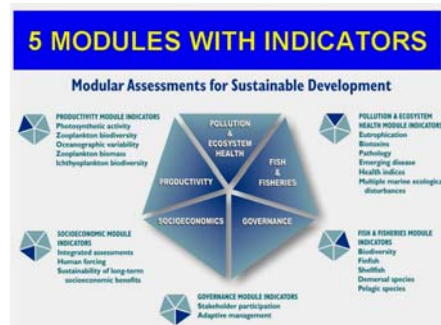 5 MODULES WITH INDICATORS
Modular Assessments for Sustainable Development
PRODUCTIVITY MODULE INDICATORS
Photosynthetic activity
Zooplankton biodiversity
Oceanographic variability
Zooplankton biomass
Ichthyoplankton biodiversity
POLLUTION
&
ECOSYSTEM
HEALTH
PRODUCTIVITY
FISH
&
FISHERIES
SOCIOECONOMICS
GOVERNANCE
POLLUTION & ECOSYSTEM
HEALTH MODULE INDICATORS
Eutrophication
Biotoxins
Pathology
Emerging disease
Health indices
Multiple marine ecological
disturbances
SOCIOECONOMIC MODULE
INDICATORS
Integrated assessments
Human forcing
Sustainability of long-term
socioeconomic benefits
FISH & FISHERIES MODULE
INDICATORS
Biodiversity
Finfish
Shellfish
Demersal species
Pelagic species
GOVERNANCE MODULE INDICATORS
Stakeholder participation
Adaptive management